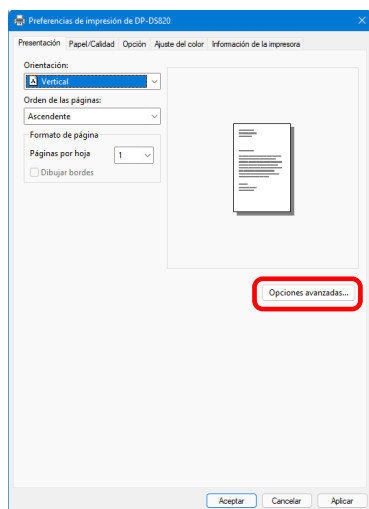 Preferencias de impresión de DP-DS820
Presentación Papel/Calidad Opción Ajuste del color Información de la impresora
Orientación:
A Vertical
Orden de las páginas:
Ascendente
Formato de página
Páginas por hoja 1
Dibujar bordes
Opciones avanzadas...
Aceptar Cancelar Aplicar